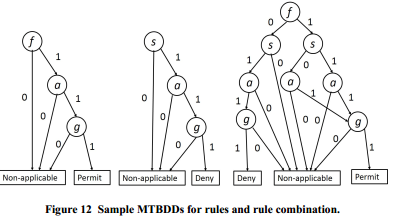 f
0 1
f s s s
1 1 1 0 0 1
a a a a a
0 0 1 1 1 0 1 1
0 0 0 0 0
g g g g
0 1 0 1 1 0 0 1
Non-applicable Permit Non-applicable Deny Deny Non-applicable Permit
Figure 12 Sample MTBDDs for rules and rule combination.